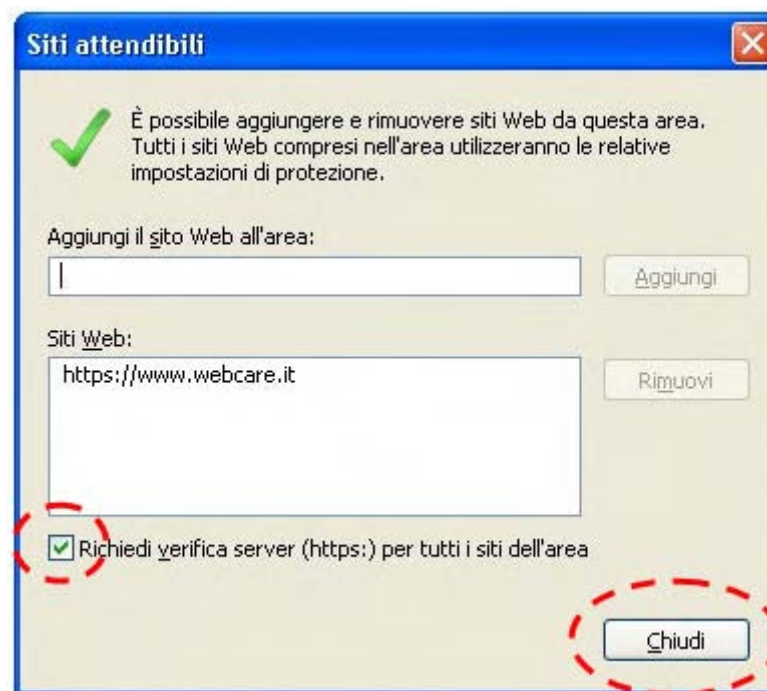 Siti attendibili
È possibile aggiungere e rimuovere siti Web da questa area.
Tutti i siti Web compresi nell'area utilizzeranno le relative
impostazioni di protezione.
Aggiungi il sito Web all'area:
Aggiungi
Siti Web:
https://www.webcare.it
Rimuovi
Richiedi verifica server (https:) per tutti i siti dell'area
Chiudi